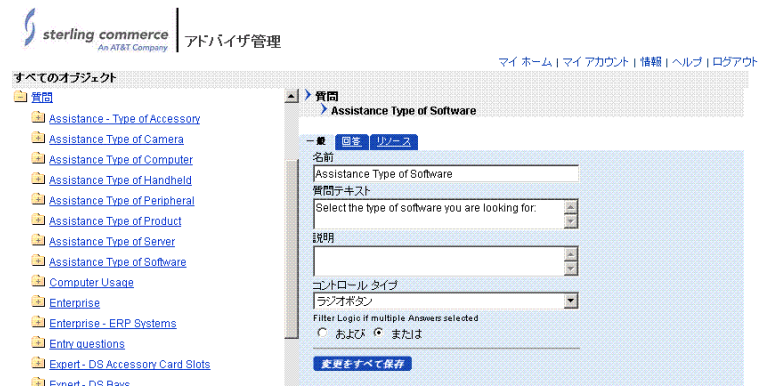 sterling commerce
An AT&T Company
アドバイザ管理
マイ ホーム | マイ アカウント | 情報 | ヘルプ | ログアウト
すべてのオブジェクト
質問
Assistance - Type of Accessory
Assistance Type of Camera
Assistance Type of Computer
Assistance Type of Handheld
Assistance Type of Peripheral
Assistance Type of Product
Assistance Type of Server
Assistance Type of Software
Computer Usage
Enterprise
Enterprise - ERP Systems
Entry questions
Expert - DS Accessory Card Slots
Expert - DS Bays
質問
Assistance Type of Software
一般 回答 リソース
名前
Assistance Type of Software
質問テキスト
Select the type of software you are looking for:
説明
コントロール タイプ
ラジオボタン
Filter Logic if multiple Answers selected
および または
変更をすべて保存